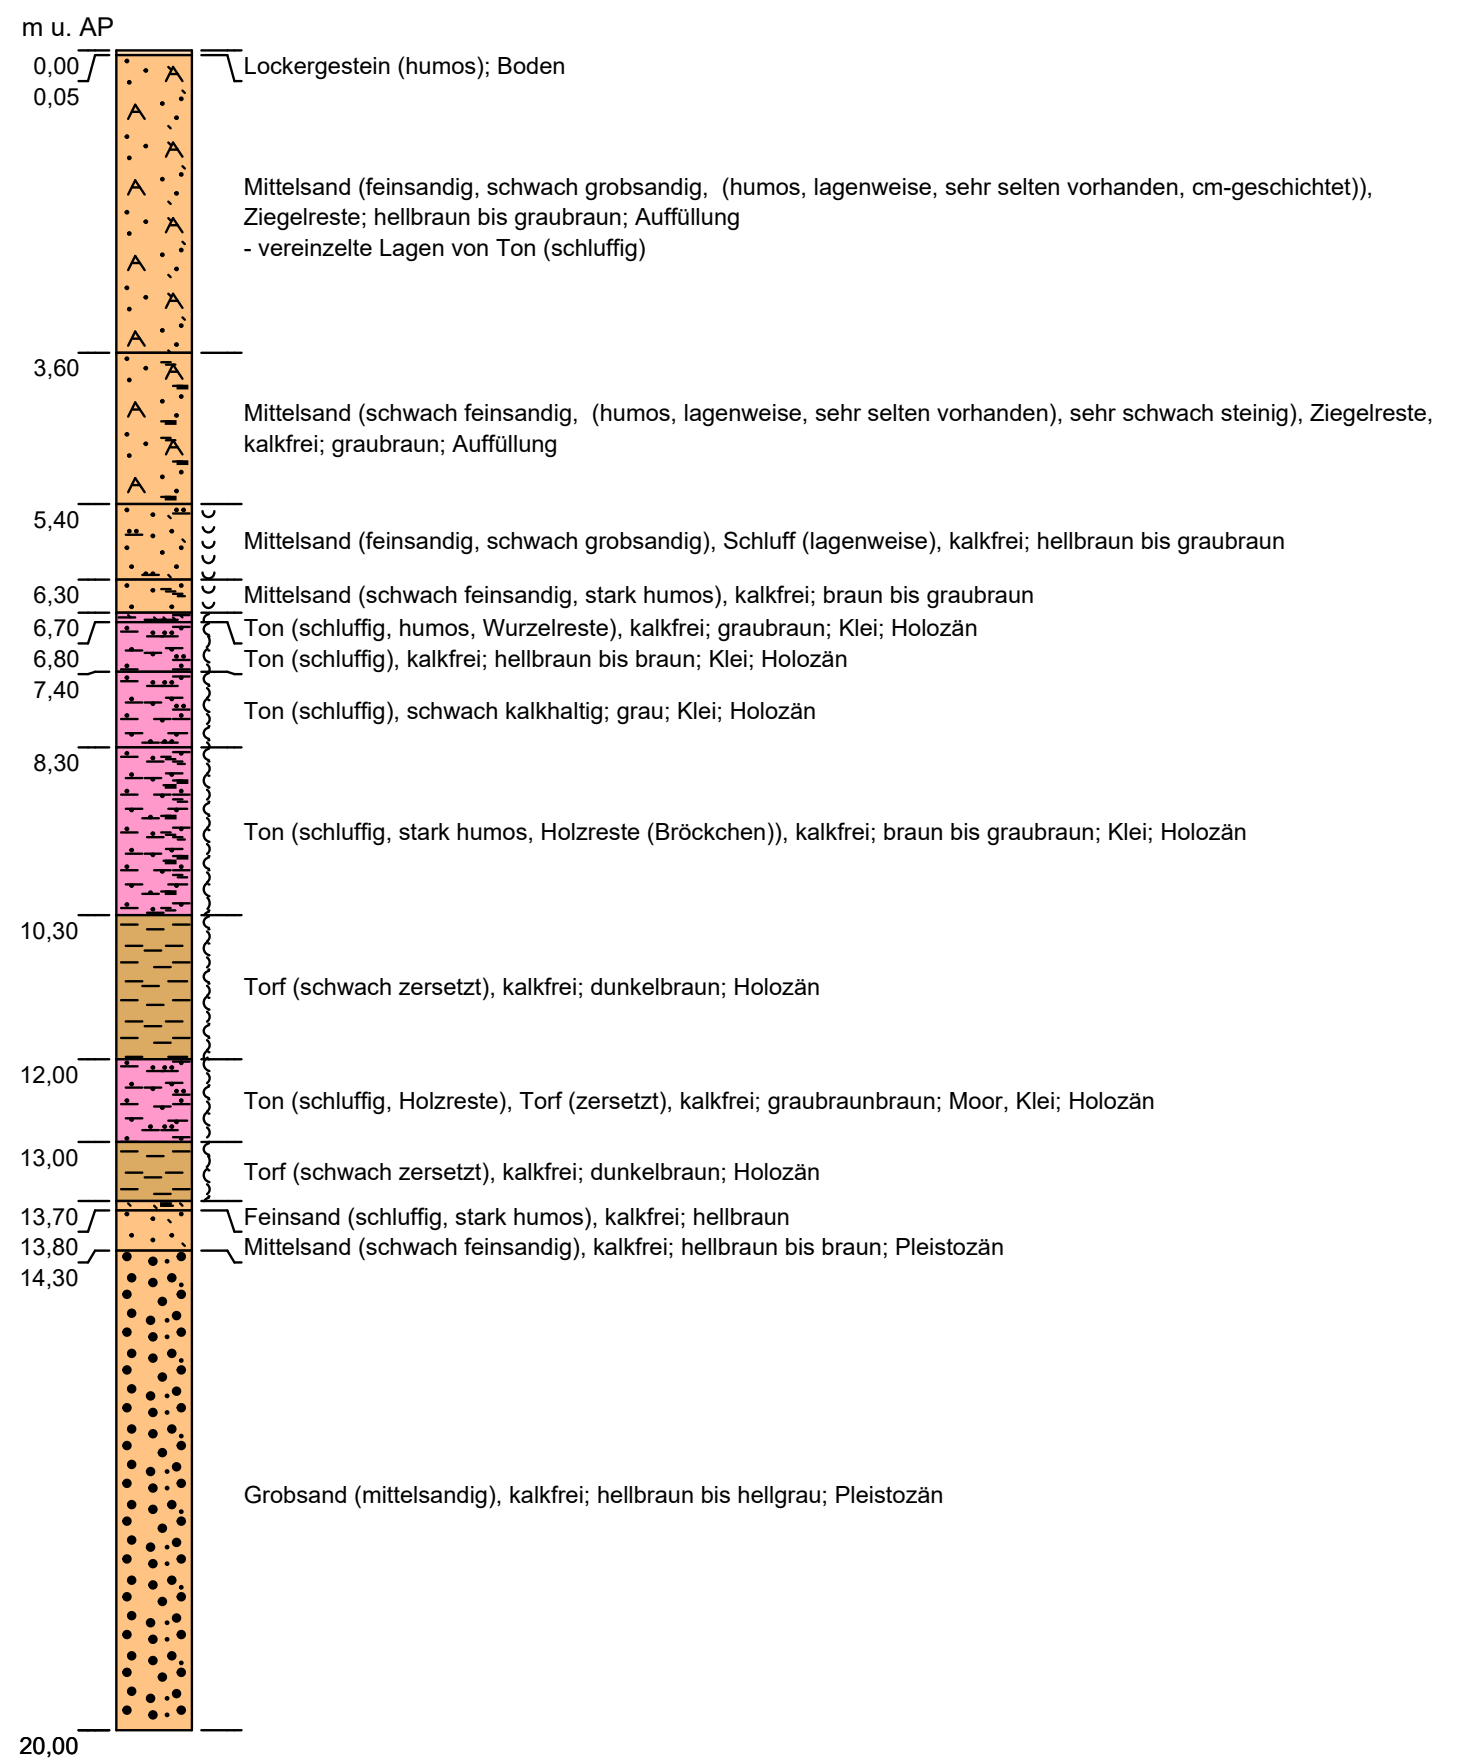 m u. AP
0,00
Lockergestein (humos); Boden
0,05
Mittelsand (feinsandig, schwach grobsandig,  (humos, lagenweise, sehr selten vorhanden, cm-geschichtet)),
Ziegelreste; hellbraun bis graubraun; Auffüllung
- vereinzelte Lagen von Ton (schluffig)
3,60
Mittelsand (schwach feinsandig,  (humos, lagenweise, sehr selten vorhanden), sehr schwach steinig), Ziegelreste,
kalkfrei; graubraun; Auffüllung
5,40
Mittelsand (feinsandig, schwach grobsandig), Schluff (lagenweise), kalkfrei; hellbraun bis graubraun
6,30
Mittelsand (schwach feinsandig, stark humos), kalkfrei; braun bis graubraun
6,70
Ton (schluffig, humos, Wurzelreste), kalkfrei; graubraun; Klei; Holozän
6,80
Ton (schluffig), kalkfrei; hellbraun bis braun; Klei; Holozän
7,40
Ton (schluffig), schwach kalkhaltig; grau; Klei; Holozän
8,30
Ton (schluffig, stark humos, Holzreste (Bröckchen)), kalkfrei; braun bis graubraun; Klei; Holozän
10,30
Torf (schwach zersetzt), kalkfrei; dunkelbraun; Holozän
12,00
Ton (schluffig, Holzreste), Torf (zersetzt), kalkfrei; graubraunbraun; Moor, Klei; Holozän
13,00
Torf (schwach zersetzt), kalkfrei; dunkelbraun; Holozän
13,70
Feinsand (schluffig, stark humos), kalkfrei; hellbraun
13,80
Mittelsand (schwach feinsandig), kalkfrei; hellbraun bis braun; Pleistozän
14,30
Grobsand (mittelsandig), kalkfrei; hellbraun bis hellgrau; Pleistozän
20,00